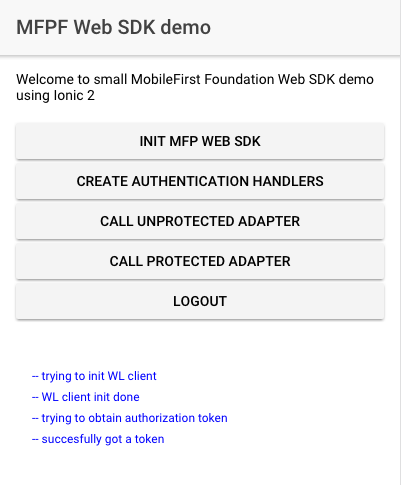 MFPF Web SDK demo
Welcome to small MobileFirst Foundation Web SDK demo
using Ionic 2
INIT MFP WEB SDK
CREATE AUTHENTICATION HANDLERS
CALL UNPROTECTED ADAPTER
CALL PROTECTED ADAPTER
LOGOUT
-- trying to init WL client
-- WL client init done
-- trying to obtain authorization token
-- succesfully got a token